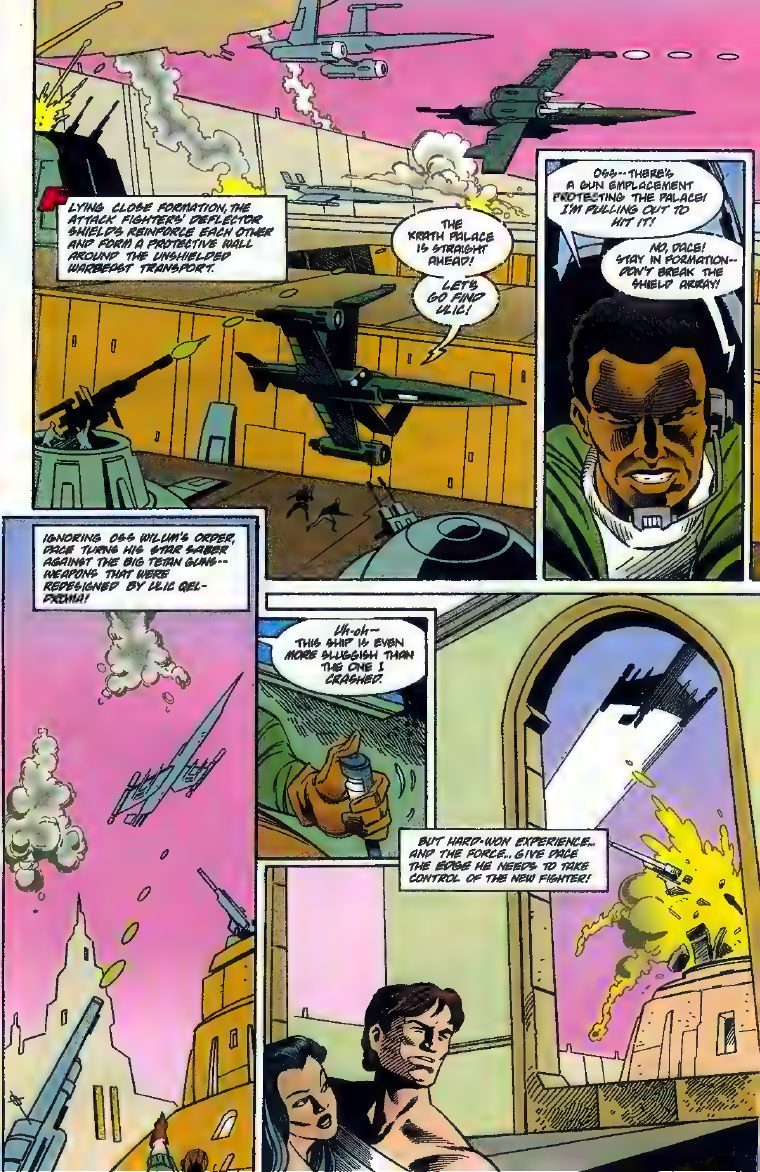 FLYING CLOSE FORMATION, THE
ATTACK FIGHTERS' DEFLECTOR
SHIELDS REINFORCE EACH OTHER
AND FORM A PROTECTIVE WALL
AROUND THE UNSHIELDED
WARBEAST TRANSPORT.
THE
KRATH PALACE
IS STRAIGHT
AHEAD!
LET'S
GO FIND
ULIC!
OSS--THERE'S
A GUN EMPLACEMENT
PROTECTING THE PALACE!
I'M PULLING OUT TO
HIT IT!
NO, DACE!
STAY IN FORMATION--
DON'T BREAK THE
SHIELD ARRAY!
IGNORING OSS WILUM'S ORDER,
DACE TURNS HIS STAR SABER
AGAINST THE BIG TETAN GUNS--
WEAPONS THAT WERE
REDESIGNED BY ULIC QEL-
DROMA!
Uh-oh--
THIS SHIP IS EVEN
MORE SLUGGISH THAN
THE ONE I
CRASHED.
BUT HARD-WON EXPERIENCE...
AND THE FORCE... GIVE DACE
THE EDGE HE NEEDS TO TAKE
CONTROL OF THE NEW FIGHTER!